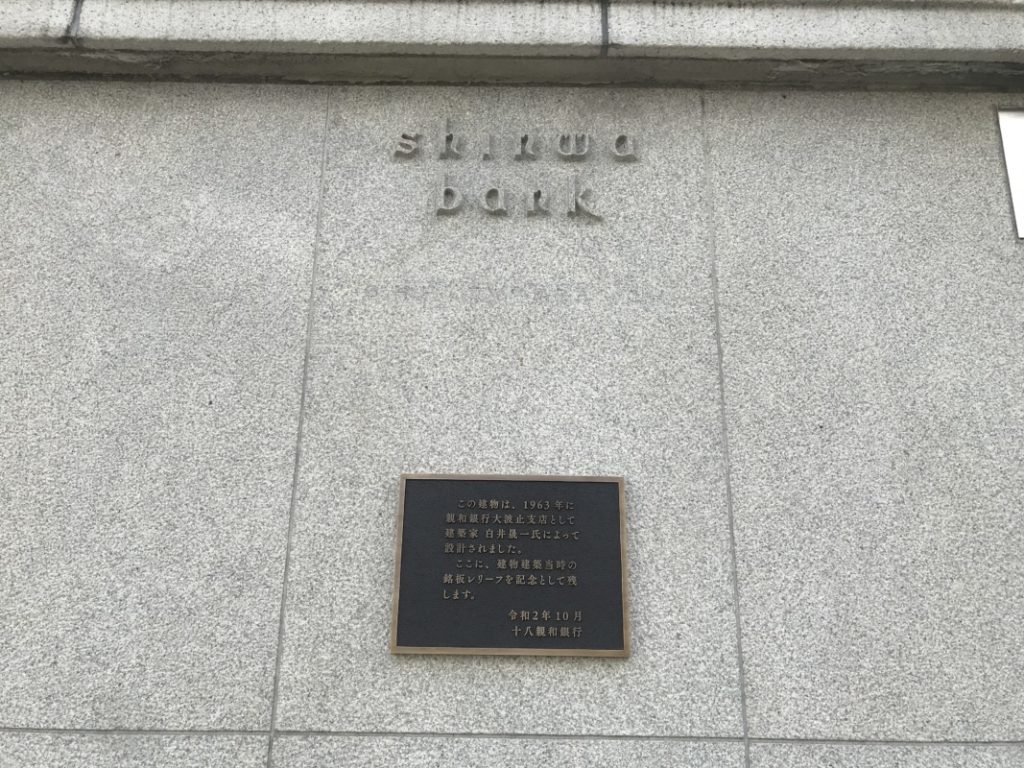 shinwa
bank
この建物は、1963年に
親和銀行大波止支店として
建築家 白井晟一氏によって
設計されました。
ここに、建物建築当時の
銘板レリーフを記念として残
します。
令和2年10月
十八親和銀行